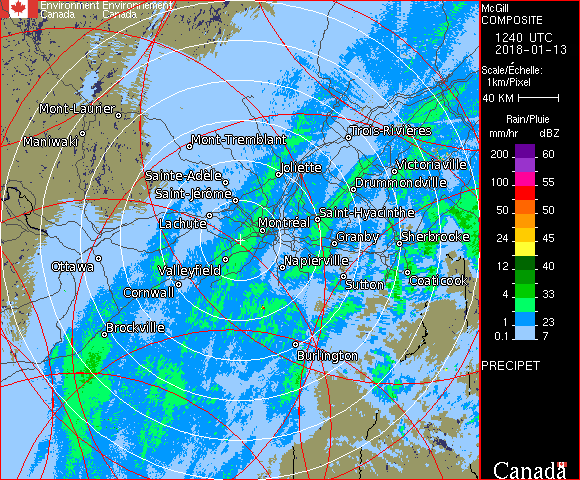 Environment Environnement
Canada Canada
McGill
COMPOSITE
1240 UTC
2018-01-13
Scale/Échelle:
1km/Pixel
40 KM
Rain/Pluie
mm/hr dBZ
200 60
100 55
50 50
24 45
12 40
4 33
1 23
0.1 7
PRECIPET
Mont-Laurier
Maniwaki
Mont-Tremblant
Trois-Rivières
Sainte-Adèle
Joliette
Victoriaville
Saint-Jérôme
Drummondville
Lachute
Montréal
Saint-Hyacinthe
Granby
Sherbrooke
Ottawa
Valleyfield
Napierville
Cornwall
Sutton
Coaticook
Brockville
Burlington
Canada